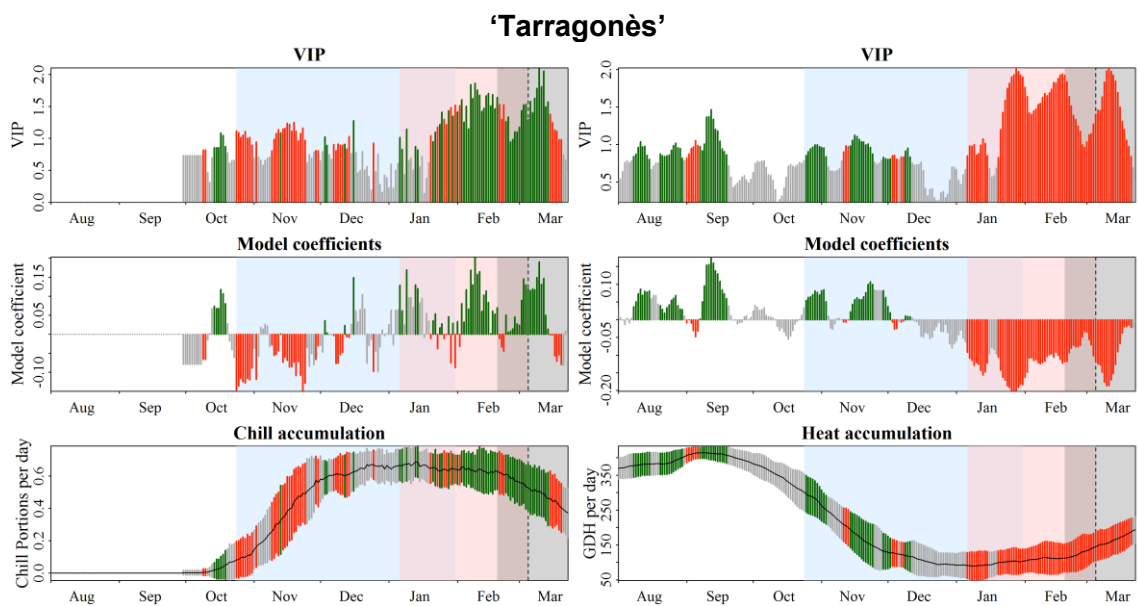 ‘Tarragonès’
VIP
VIP
2.0
1.5
1.0
0.5
0.0
Aug Sep Oct Nov Dec Jan Feb Mar
VIP
VIP
2.0
1.5
1.0
0.5
Aug Sep Oct Nov Dec Jan Feb Mar
Model coefficients
Model coefficient
0.15
0.05
-0.10
Aug Sep Oct Nov Dec Jan Feb Mar
Model coefficients
Model coefficient
0.10
-0.05
-0.20
Aug Sep Oct Nov Dec Jan Feb Mar
Chill accumulation
Chill Portions per day
0.6
0.4
0.2
0.0
Aug Sep Oct Nov Dec Jan Feb Mar
Heat accumulation
GDH per day
350
250
150
50
Aug Sep Oct Nov Dec Jan Feb Mar